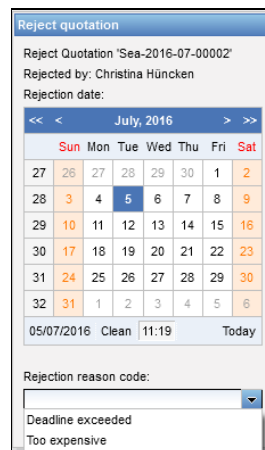 Reject quotation
Reject Quotation 'Sea-2016-07-00002'
Rejected by: Christina Hüncken
Rejection date:
<< < July, 2016 > >>
Sun Mon Tue Wed Thu Fri Sat
27 26 27 28 29 30 1 2
28 3 4 5 6 7 8 9
29 10 11 12 13 14 15 16
30 17 18 19 20 21 22 23
31 24 25 26 27 28 29 30
32 31 1 2 3 4 5 6
05/07/2016 Clean 11:19 Today
Rejection reason code:
Deadline exceeded
Too expensive